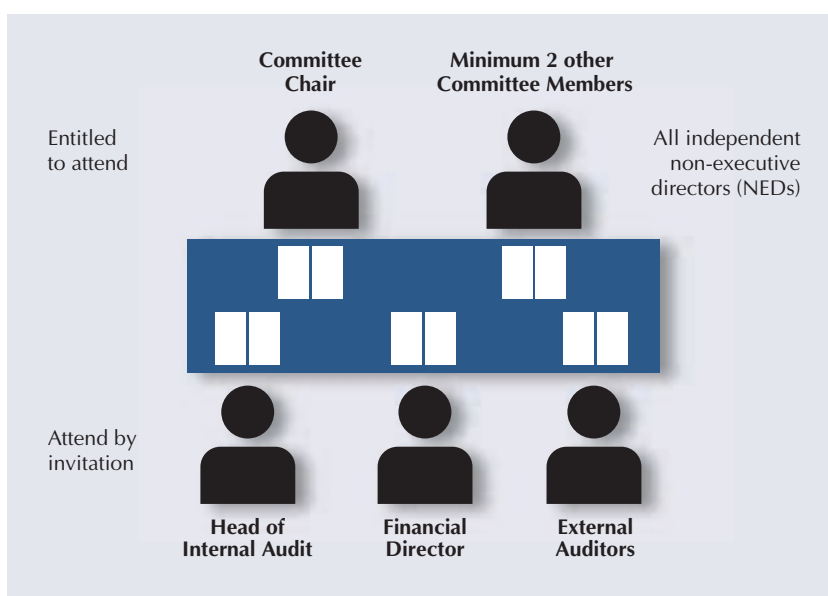 Committee
Chair
Minimum 2 other
Committee Members
Entitled
to attend
All independent
non-executive
directors (NEDs)
Attend by
invitation
Head of
Internal Audit
Financial
Director
External
Auditors